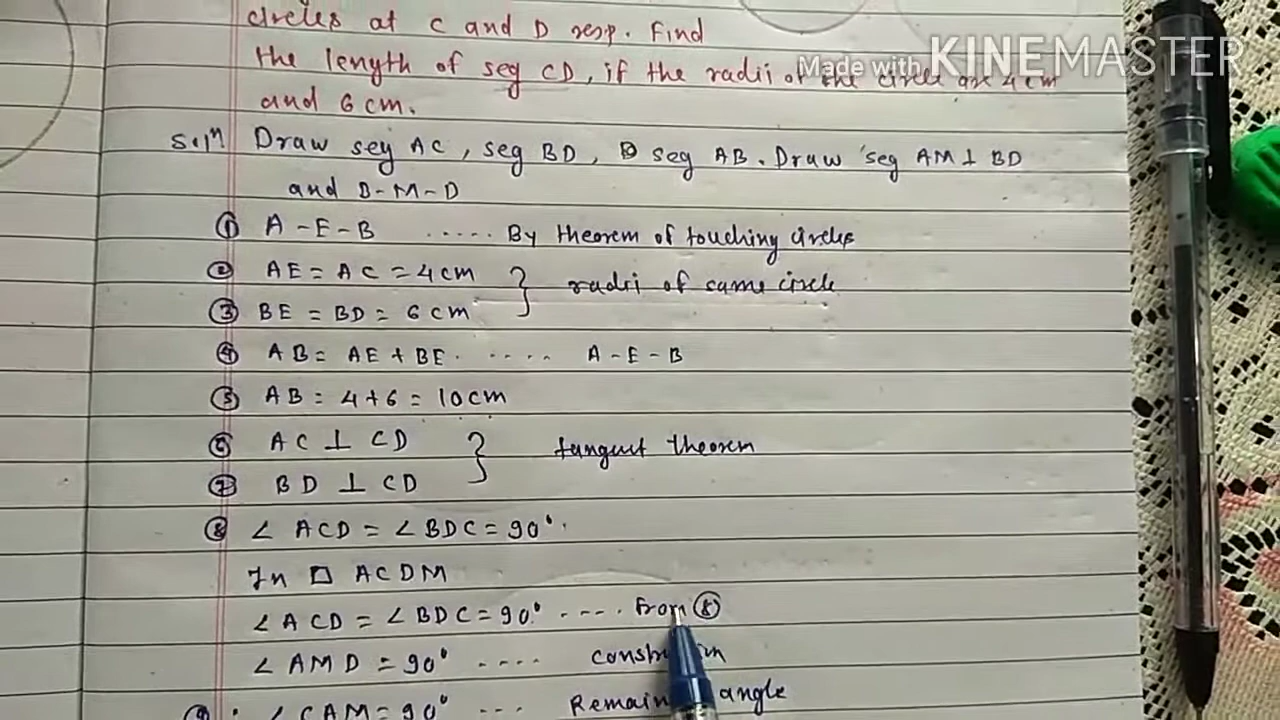 circles at C and D resp. Find
the length of seg CD, if the radii of the circle are 4 cm
and 6 cm.
Made with KINEMASTER
Soln Draw seg AC, seg BD, seg AB. Draw seg AM ⊥ BD
and B-M-D
① A-E-B ..... By theorem of touching circles
② AE = AC = 4cm } radii of same circle
③ BE = BD = 6cm
④ AB = AE + BE. .... A-E-B
⑤ AB = 4+6 = 10cm
⑥ AC ⊥ CD } tangent theorem
⑦ BD ⊥ CD
⑧ ∠ ACD = ∠ BDC = 90°.
In □ ACDM
∠ ACD = ∠ BDC = 90° .... From ⑧
∠ AMD = 90° ....
⑨ ∠ CAM = 90° ... angle